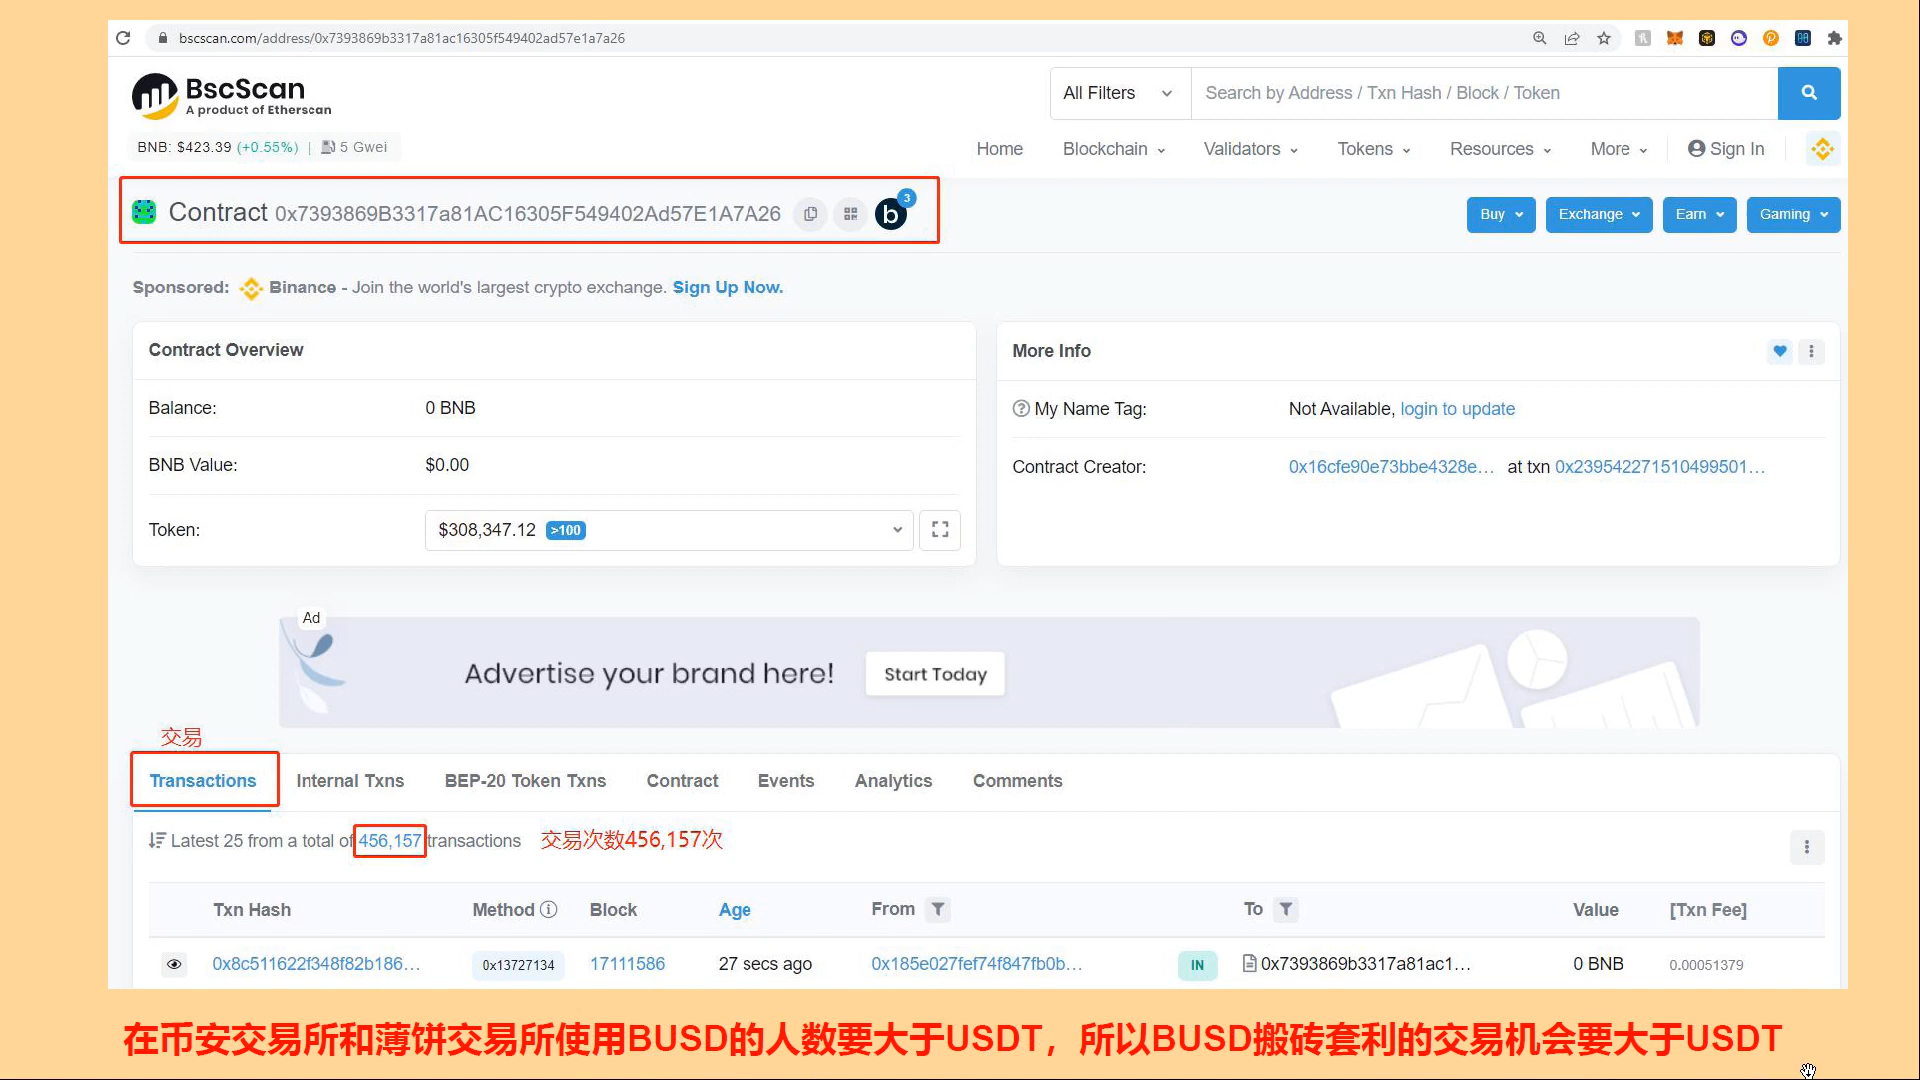 bscscan.com/address/0x7393869b3317a81ac16305f549402ad57e1a7a26
BscScan
A product of Etherscan
All Filters
Search by Address / Txn Hash / Block / Token
BNB: $423.39 (+0.55%) | 5 Gwei
Home Blockchain Validators Tokens Resources More Sign In
Contract 0x7393869B3317a81AC16305F549402Ad57E1A7A26
b 3
Buy Exchange Earn Gaming
Sponsored: Binance - Join the world's largest crypto exchange. Sign Up Now.
Contract Overview
Balance: 0 BNB
BNB Value: $0.00
Token: $308,347.12 >100
More Info
My Name Tag: Not Available, login to update
Contract Creator: 0x16cfe90e73bbe4328e... at txn 0x239542271510499501...
Ad
Advertise your brand here! Start Today
交易
Transactions Internal Txns BEP-20 Token Txns Contract Events Analytics Comments
Latest 25 from a total of 456,157 transactions 交易次数456,157次
Txn Hash Method Block Age From To Value [Txn Fee]
0x8c511622f348f82b186... 0x13727134 17111586 27 secs ago 0x185e027fef74f847fb0b... IN 0x7393869b3317a81ac1... 0 BNB 0.00051379
在币安交易所和薄饼交易所使用BUSD的人数要大于USDT，所以BUSD搬砖套利的交易机会要大于USDT